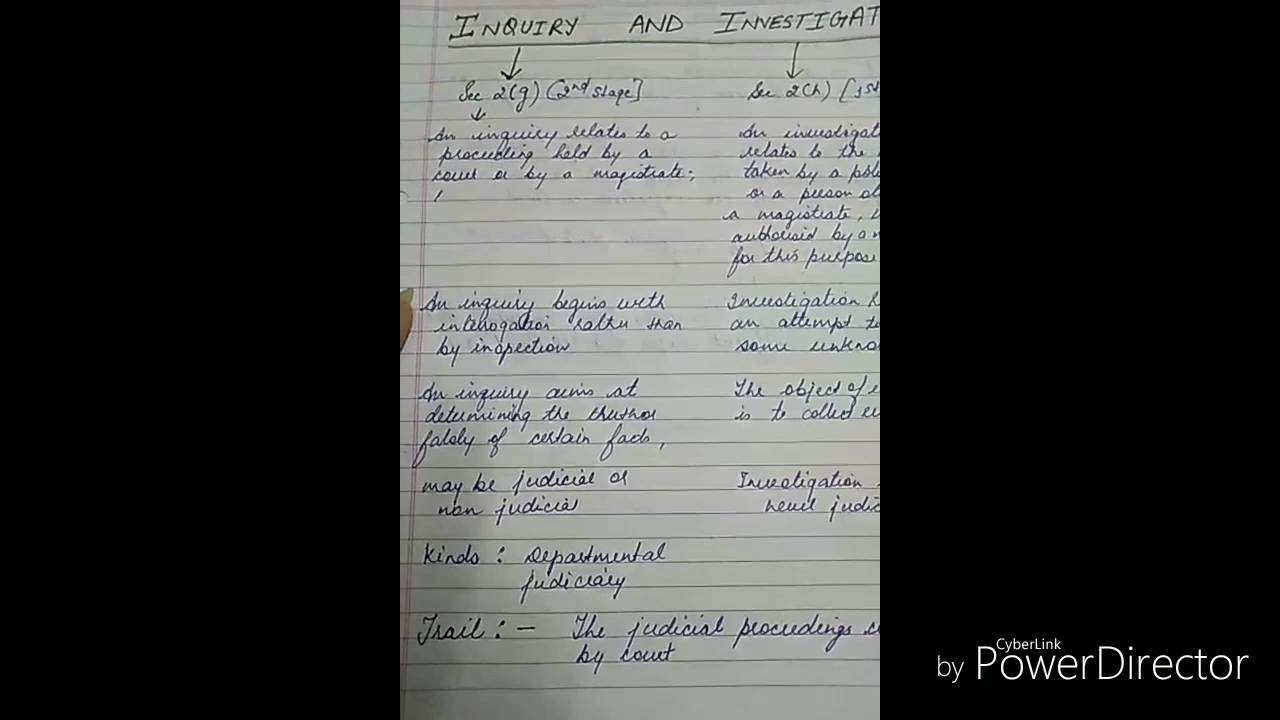 INQUIRY AND INVESTIGAT
Sec 2(g) (2nd stage]
An inquiry relates to a
proceeding held by a
court or by a magistrate;
Sec 2(h) [1st
An investigat
relates to the
taken by a pol
or a person ot
a magistrate,
authorisid by a m
for this purpose
An inquiry begins with
interrogation rather than
by inspection
Investigation
an attempt to
some unkno
An inquiry aims at
determining the truth or
falsly of certain facts,
The object of
is to collect
may be judicial or
non judicial
Investigation
never judic
Kinds : Departmental
judiciary
Trail : - The judicial proceedings
by court
CyberLink
by PowerDirector